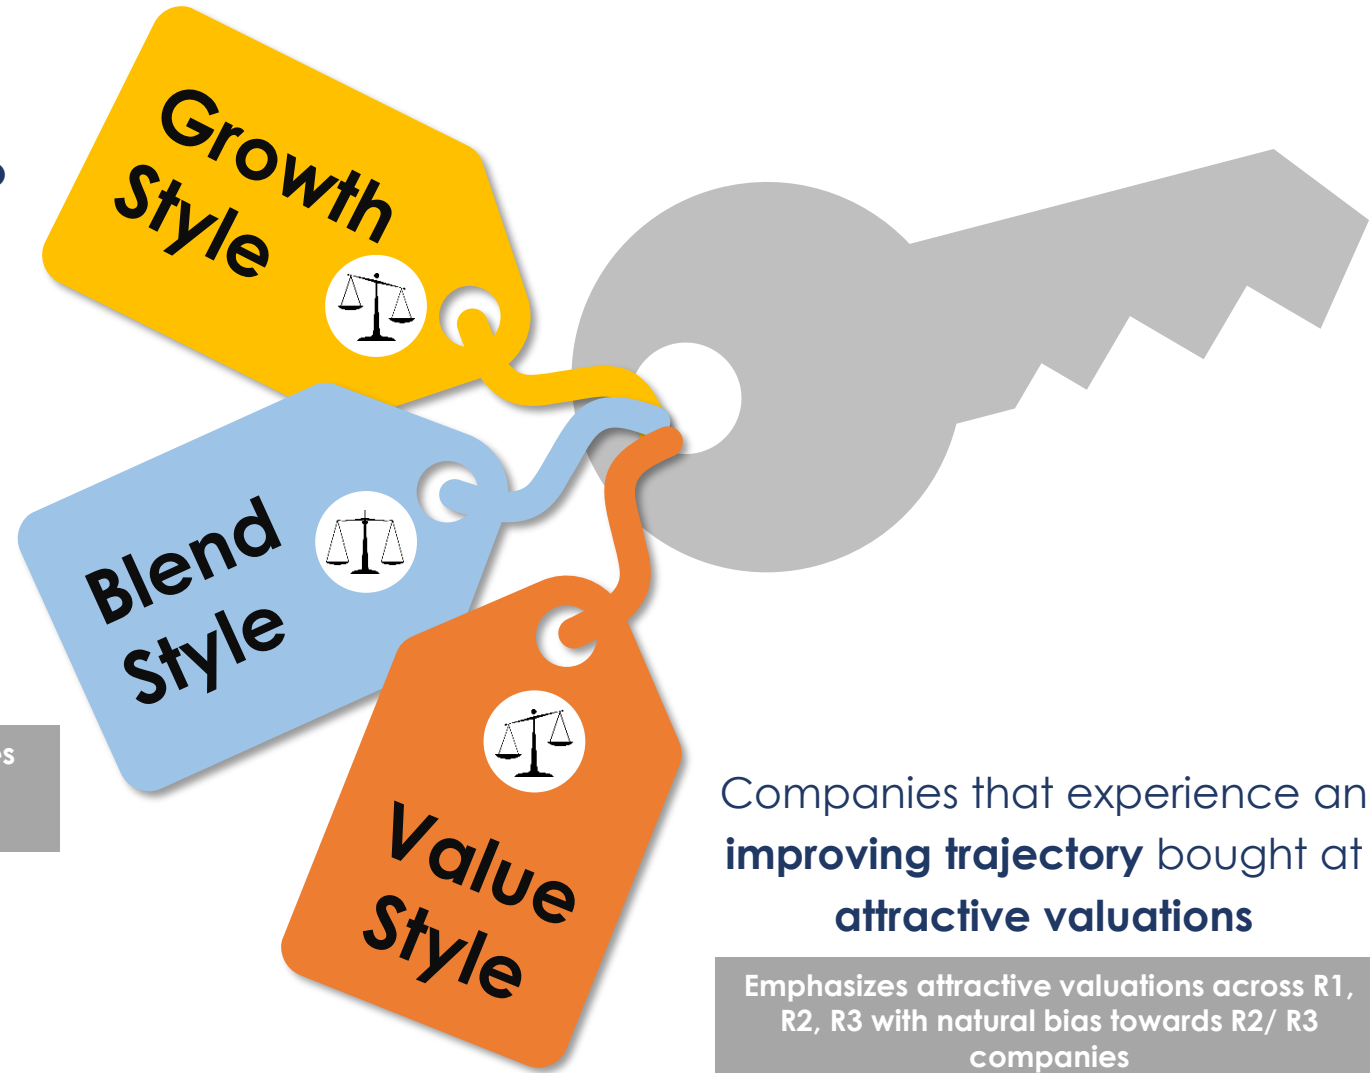 Growth
Style
Blend
Style
es
Value
Style
Companies that experience an
improving trajectory bought at
attractive valuations
Emphasizes attractive valuations across R1,
R2, R3 with natural bias towards R2/ R3
companies